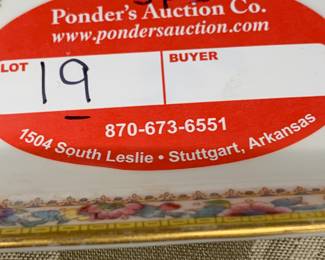 Ponder's Auction Co.
www.pondersauction.com
LOT 19 BUYER
870-673-6551
1504 South Leslie • Stuttgart, Arkansas